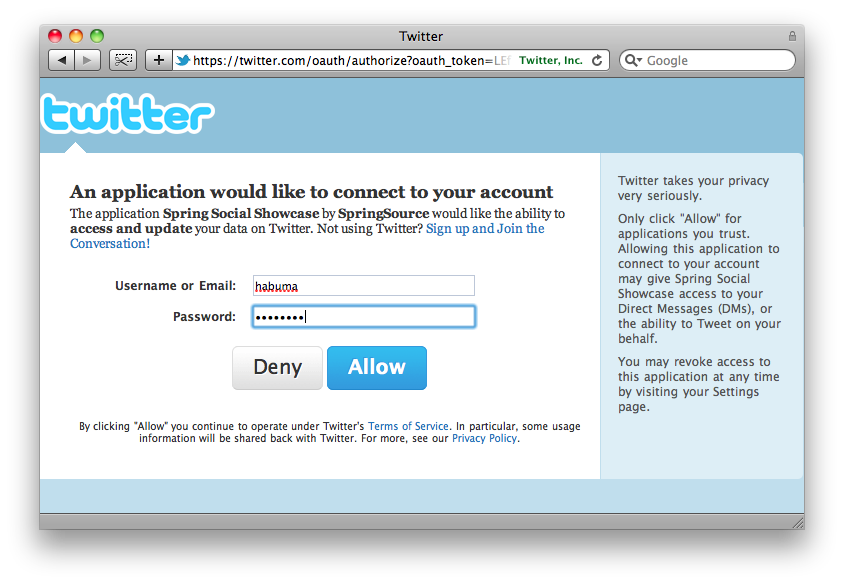 Twitter
https://twitter.com/oauth/authorize?oauth_token=LEf Twitter, Inc.
Google
twitter
An application would like to connect to your account
The application Spring Social Showcase by SpringSource would like the ability to
access and update your data on Twitter. Not using Twitter? Sign up and Join the
Conversation!
Username or Email:
habuma
Password:
••••••••
Deny
Allow
By clicking "Allow" you continue to operate under Twitter's Terms of Service. In particular, some usage
information will be shared back with Twitter. For more, see our Privacy Policy.
Twitter takes your privacy
very seriously.
Only click "Allow" for
applications you trust.
Allowing this application to
connect to your account
may give Spring Social
Showcase access to your
Direct Messages (DMs), or
the ability to Tweet on your
behalf.
You may revoke access to
this application at any time
by visiting your Settings
page.